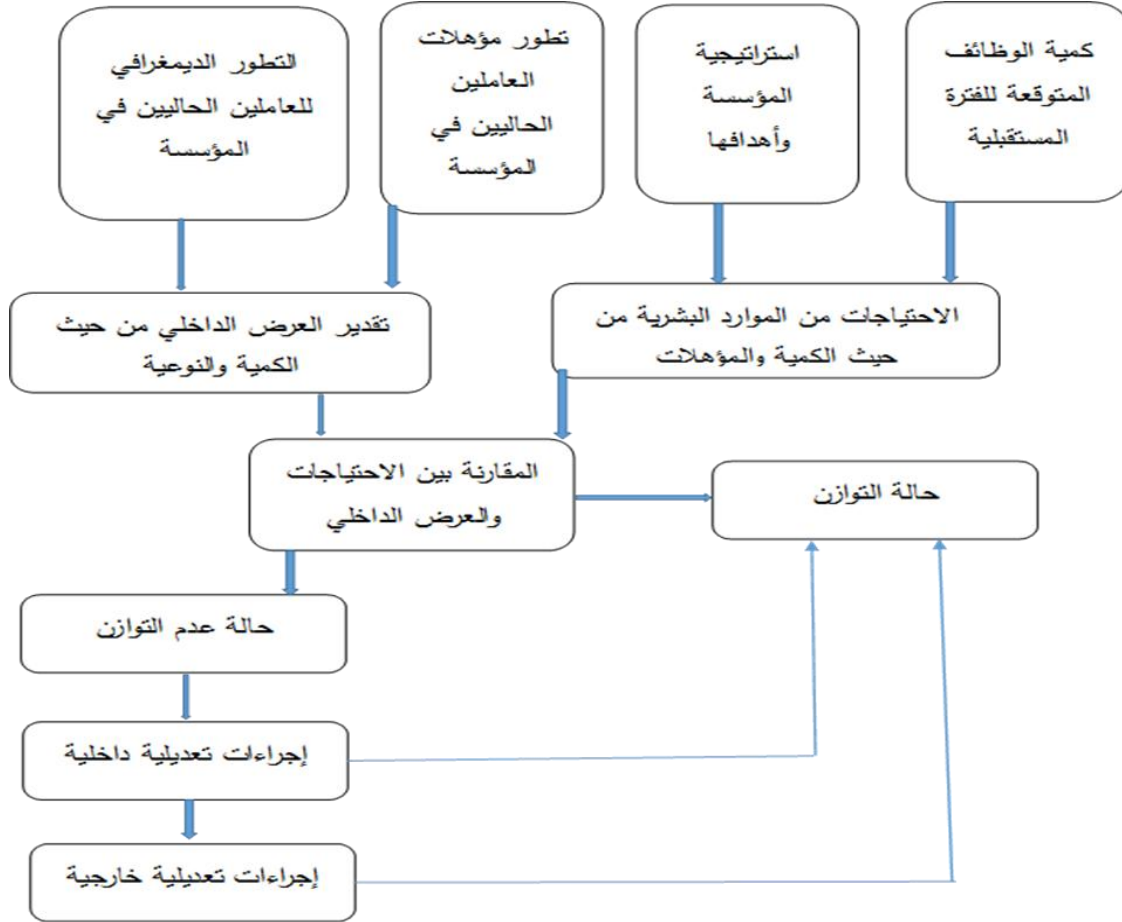 كمية الوظائف
المتوقعة للفترة
المستقبلية
استراتيجية
المؤسسة
وأهدافها
تطور مؤهلات
العاملين
الحاليين في
المؤسسة
التطور الديمغرافي
للعاملين الحاليين في
المؤسسة
الاحتياجات من الموارد البشرية من
حيث الكمية والمؤهلات
تقدير العرض الداخلي من حيث
الكمية والنوعية
المقارنة بين الاحتياجات
والعرض الداخلي
حالة التوازن
حالة عدم التوازن
إجراءات تعديلية داخلية
إجراءات تعديلية خارجية